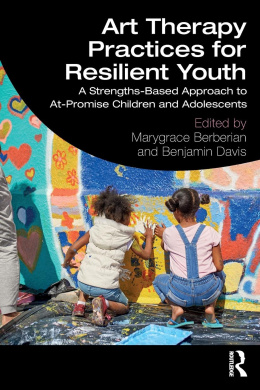 Art Therapy
Practices for
Resilient Youth
A Strengths-Based Approach to
At-Promise Children and Adolescents
Edited by
Marygrace Berberian
and Benjamin Davis
ROUTLEDGE